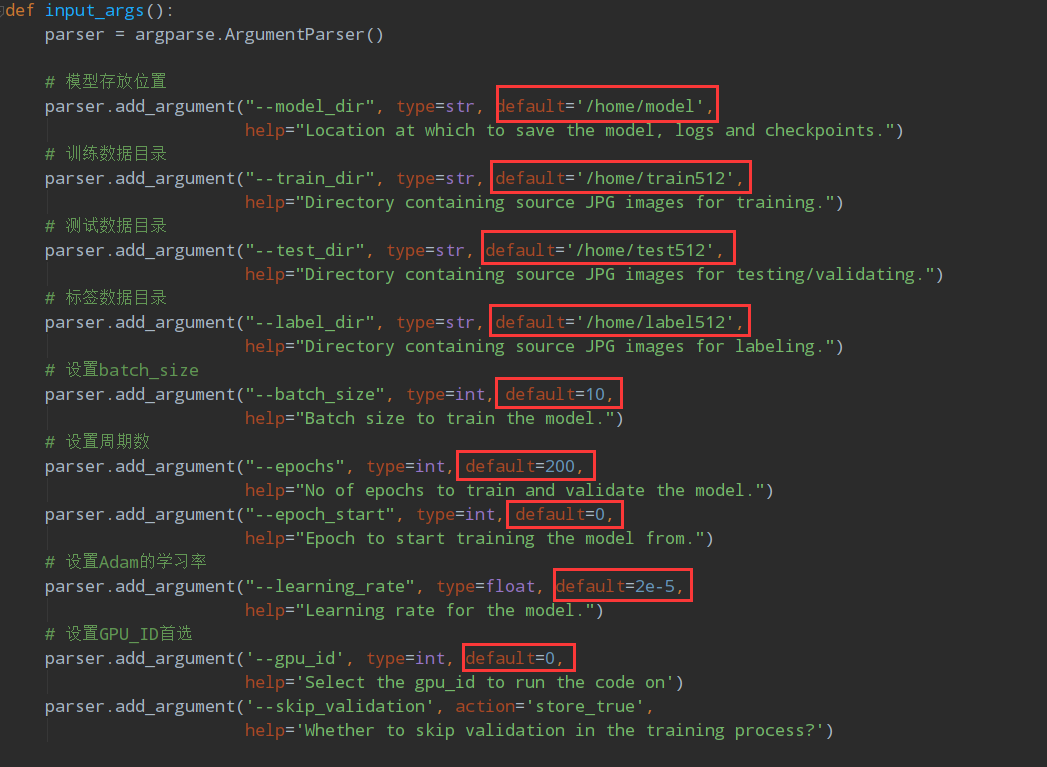 def input_args():
parser = argparse.ArgumentParser()
# 模型存放位置
parser.add_argument("--model_dir", type=str, default='/home/model',
help="Location at which to save the model, logs and checkpoints.")
# 训练数据目录
parser.add_argument("--train_dir", type=str, default='/home/train512',
help="Directory containing source JPG images for training.")
# 测试数据目录
parser.add_argument("--test_dir", type=str, default='/home/test512',
help="Directory containing source JPG images for testing/validating.")
# 标签数据目录
parser.add_argument("--label_dir", type=str, default='/home/label512',
help="Directory containing source JPG images for labeling.")
# 设置batch_size
parser.add_argument("--batch_size", type=int, default=10,
help="Batch size to train the model.")
# 设置周期数
parser.add_argument("--epochs", type=int, default=200,
help="No of epochs to train and validate the model.")
parser.add_argument("--epoch_start", type=int, default=0,
help="Epoch to start training the model from.")
# 设置Adam的学习率
parser.add_argument("--learning_rate", type=float, default=2e-5,
help="Learning rate for the model.")
# 设置GPU_ID首选
parser.add_argument('--gpu_id', type=int, default=0,
help='Select the gpu_id to run the code on')
parser.add_argument('--skip_validation', action='store_true',
help='Whether to skip validation in the training process?')